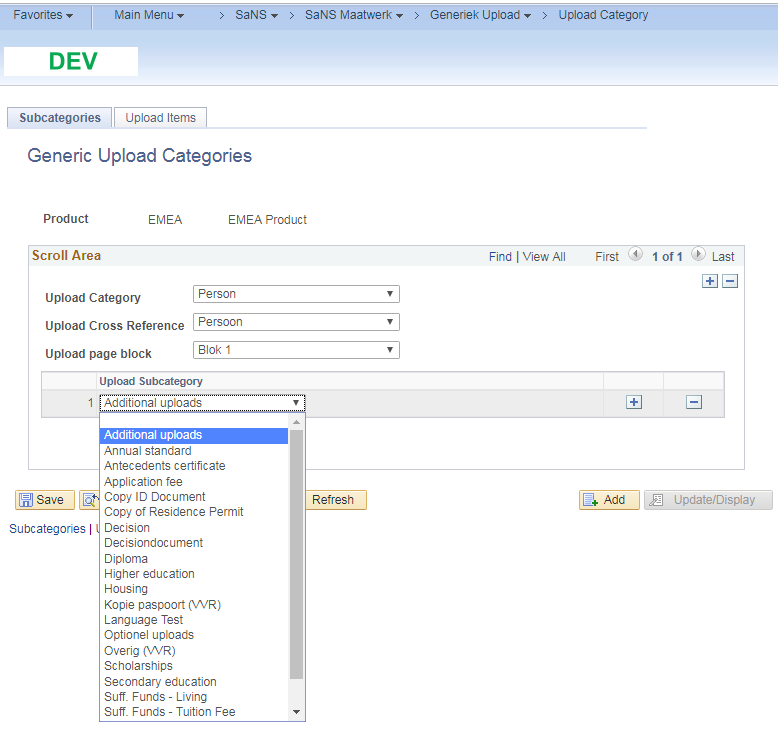 Favorites Main Menu > SaNS > SaNS Maatwerk > Generiek Upload > Upload Category
DEV
Subcategories Upload Items
Generic Upload Categories
Product EMEA EMEA Product
Scroll Area Find | View All First 1 of 1 Last
Upload Category Person
Upload Cross Reference Persoon
Upload page block Blok 1
Upload Subcategory
1 Additional uploads
Additional uploads
Annual standard
Antecedents certificate
Application fee
Copy ID Document
Copy of Residence Permit
Decision
Decisiondocument
Diploma
Higher education
Housing
Kopie paspoort (VVR)
Language Test
Optionel uploads
Overig (VVR)
Scholarships
Secondary education
Suff. Funds - Living
Suff. Funds - Tuition Fee
Save Refresh Add Update/Display
Subcategories |